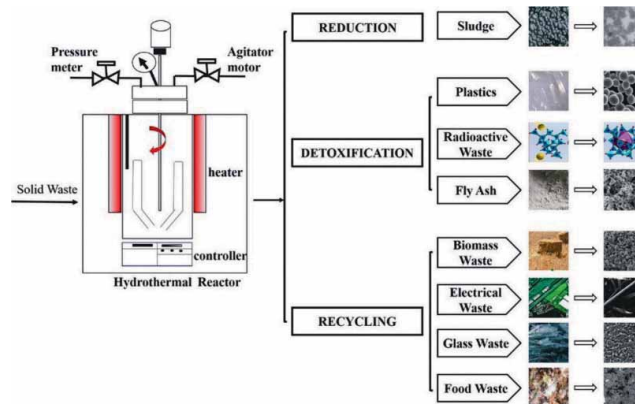 Pressure
meter
Agitator
motor
heater
Solid Waste
controller
Hydrothermal Reactor
REDUCTION
Sludge
DETOXIFICATION
Plastics
Radioactive
Waste
Fly Ash
RECYCLING
Biomass
Waste
Electrical
Waste
Glass Waste
Food Waste